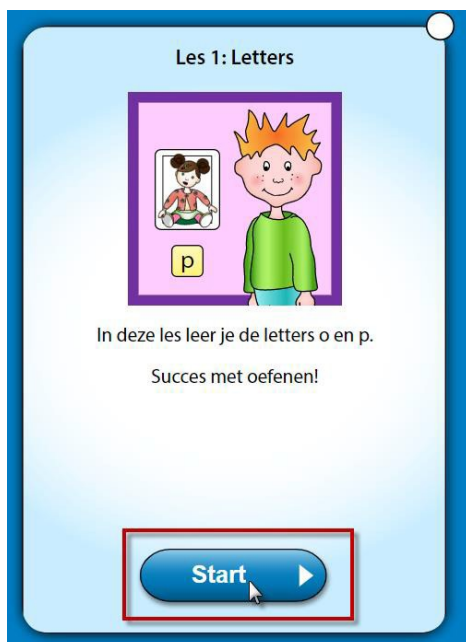 Les 1: Letters
p
In deze les leer je de letters o en p.
Succes met oefenen!
Start